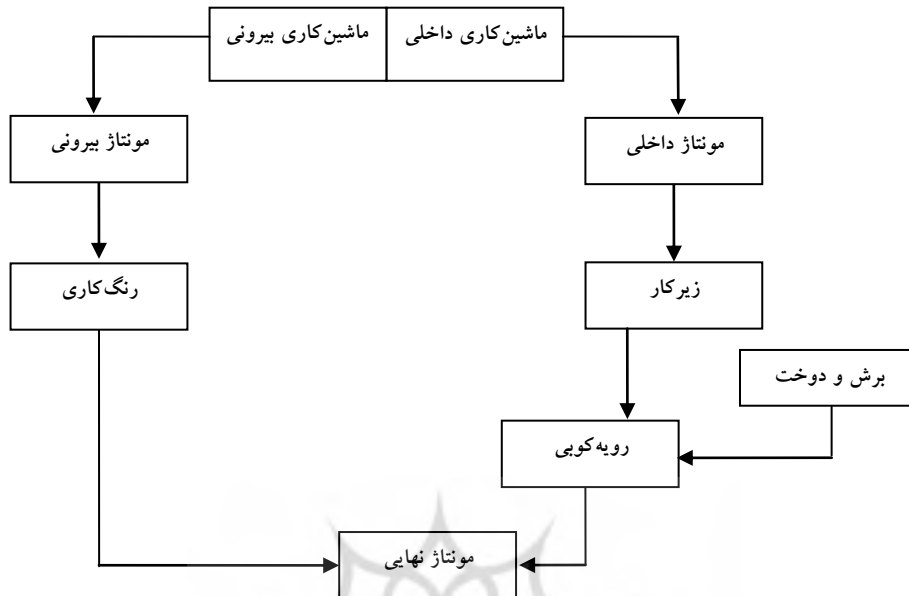 ماشین‌کاری داخلی
ماشین‌کاری بیرونی
مونتاژ داخلی
مونتاژ بیرونی
زیرکار
رنگ‌کاری
برش و دوخت
رویه‌کوبی
مونتاژ نهایی